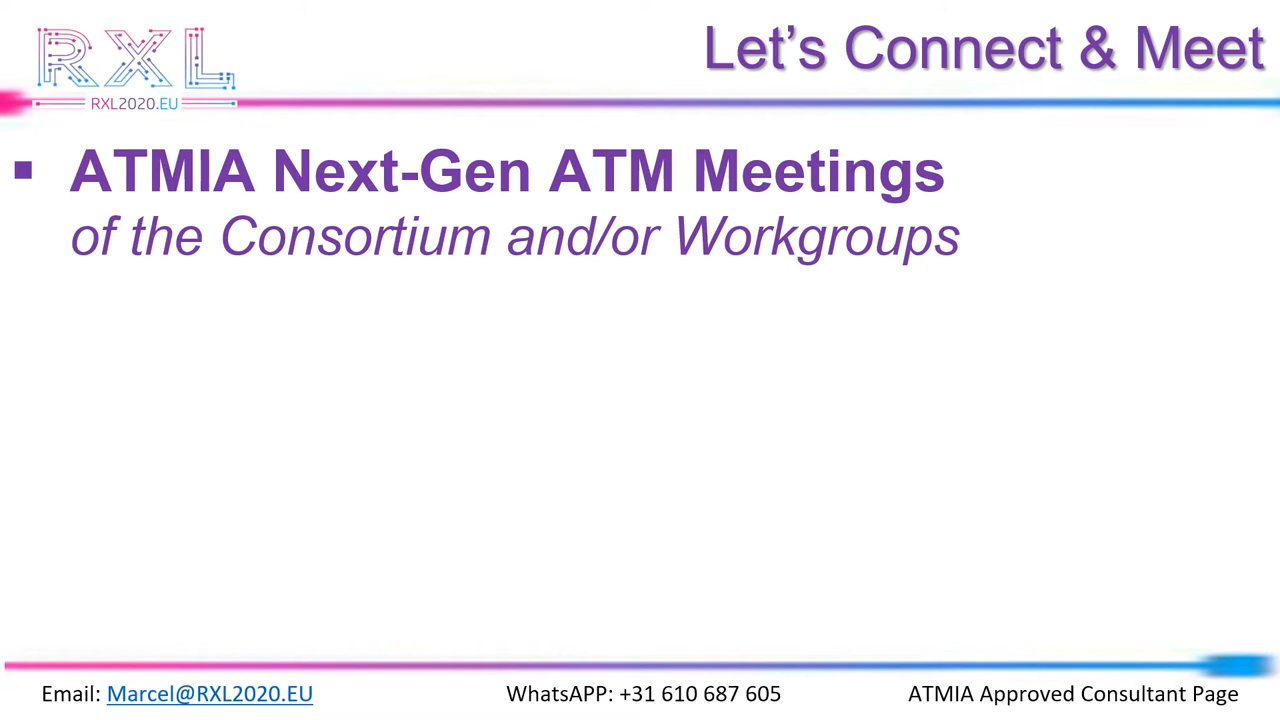 RXL
RXL2020.EU
Let’s Connect & Meet
▪ ATMIA Next-Gen ATM Meetings
of the Consortium and/or Workgroups
Email: Marcel@RXL2020.EU
WhatsAPP: +31 610 687 605
ATMIA Approved Consultant Page